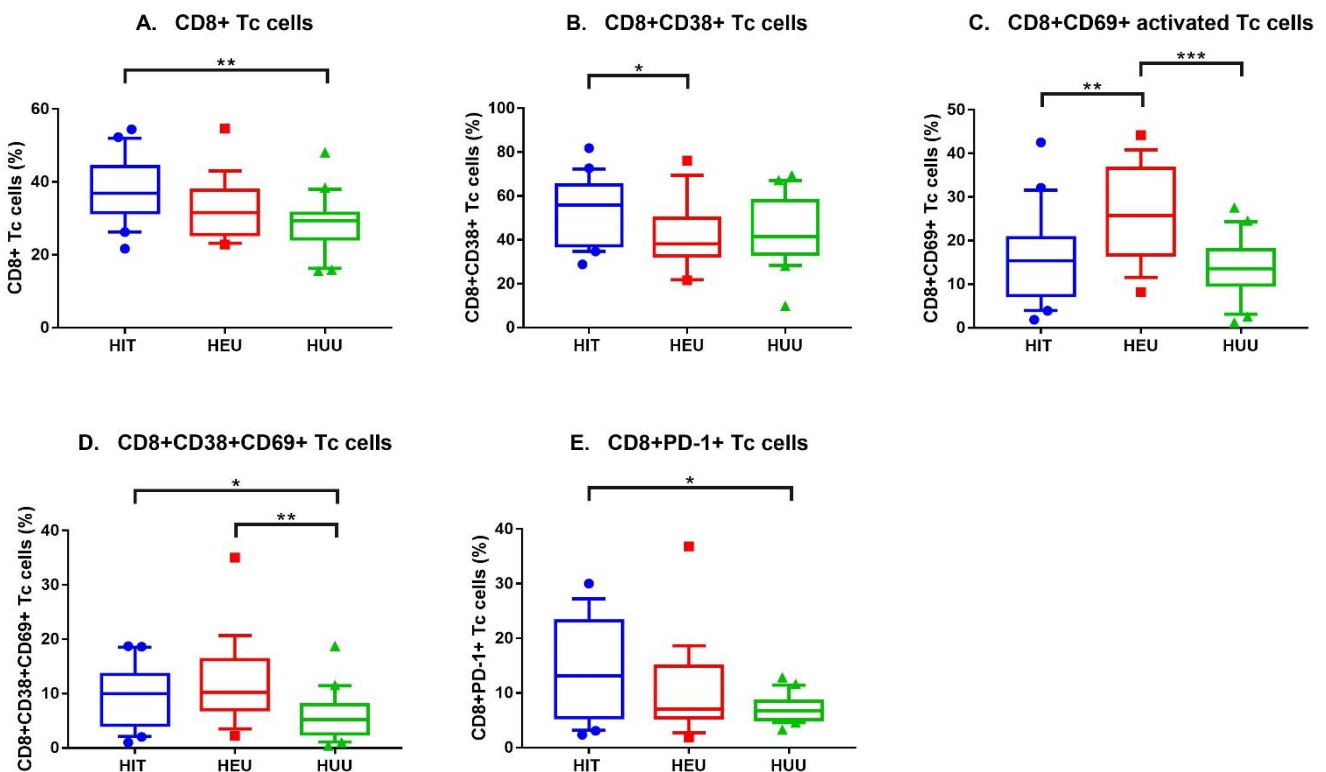 A. CD8+ Tc cells
**
CD8+ Tc cells (%)
60
40
20
0
HIT HEU HUU
B. CD8+CD38+ Tc cells
*
CD8+CD38+ Tc cells (%)
100
80
60
40
20
0
HIT HEU HUU
C. CD8+CD69+ activated Tc cells
***
**
CD8+CD69+ Tc cells (%)
50
40
30
20
10
0
HIT HEU HUU
D. CD8+CD38+CD69+ Tc cells
*
**
CD8+CD38+CD69+ Tc cells (%)
40
30
20
10
0
HIT HEU HUU
E. CD8+PD-1+ Tc cells
*
CD8+PD-1+ Tc cells (%)
40
30
20
10
0
HIT HEU HUU